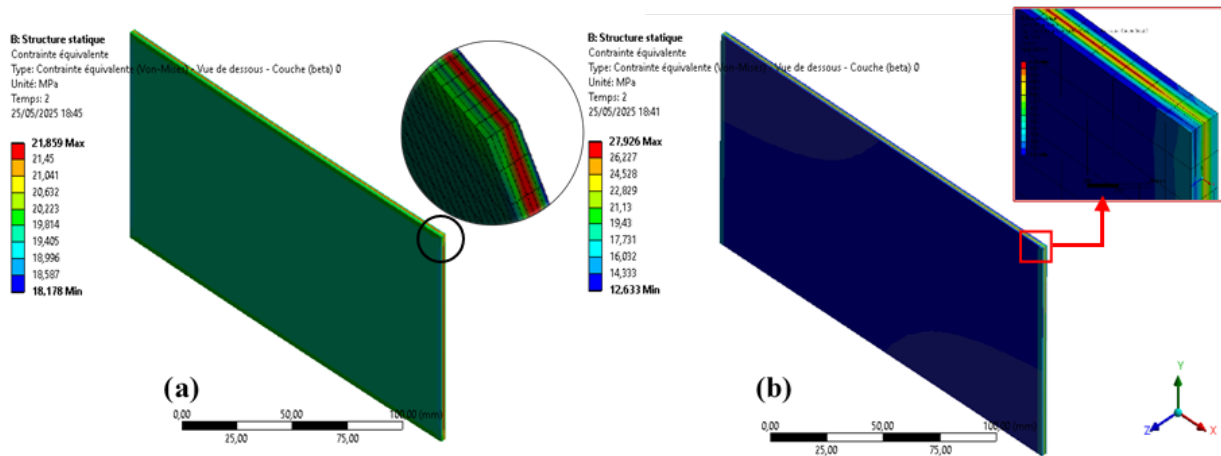 B: Structure statique
Contrainte équivalente
Type: Contrainte équivalente (Von-Mises) - Vue de dessous - Couche (beta) 0
Unité: MPa
Temps: 2
25/05/2025 18:45
21,859 Max
21,45
21,041
20,632
20,223
19,814
19,405
18,996
18,587
18,178 Min
(a)
0,00
50,00
100,00 (mm)
25,00
75,00
B: Structure statique
Contrainte équivalente
Type: Contrainte équivalente (Von-Mises) - Vue de dessous - Couche (beta) 0
Unité: MPa
Temps: 2
25/05/2025 18:41
27,926 Max
26,227
24,528
22,829
21,13
19,43
17,731
16,032
14,333
12,633 Min
(b)
0,00
50,00
100,00 (mm)
25,00
75,00
Y
Z
X